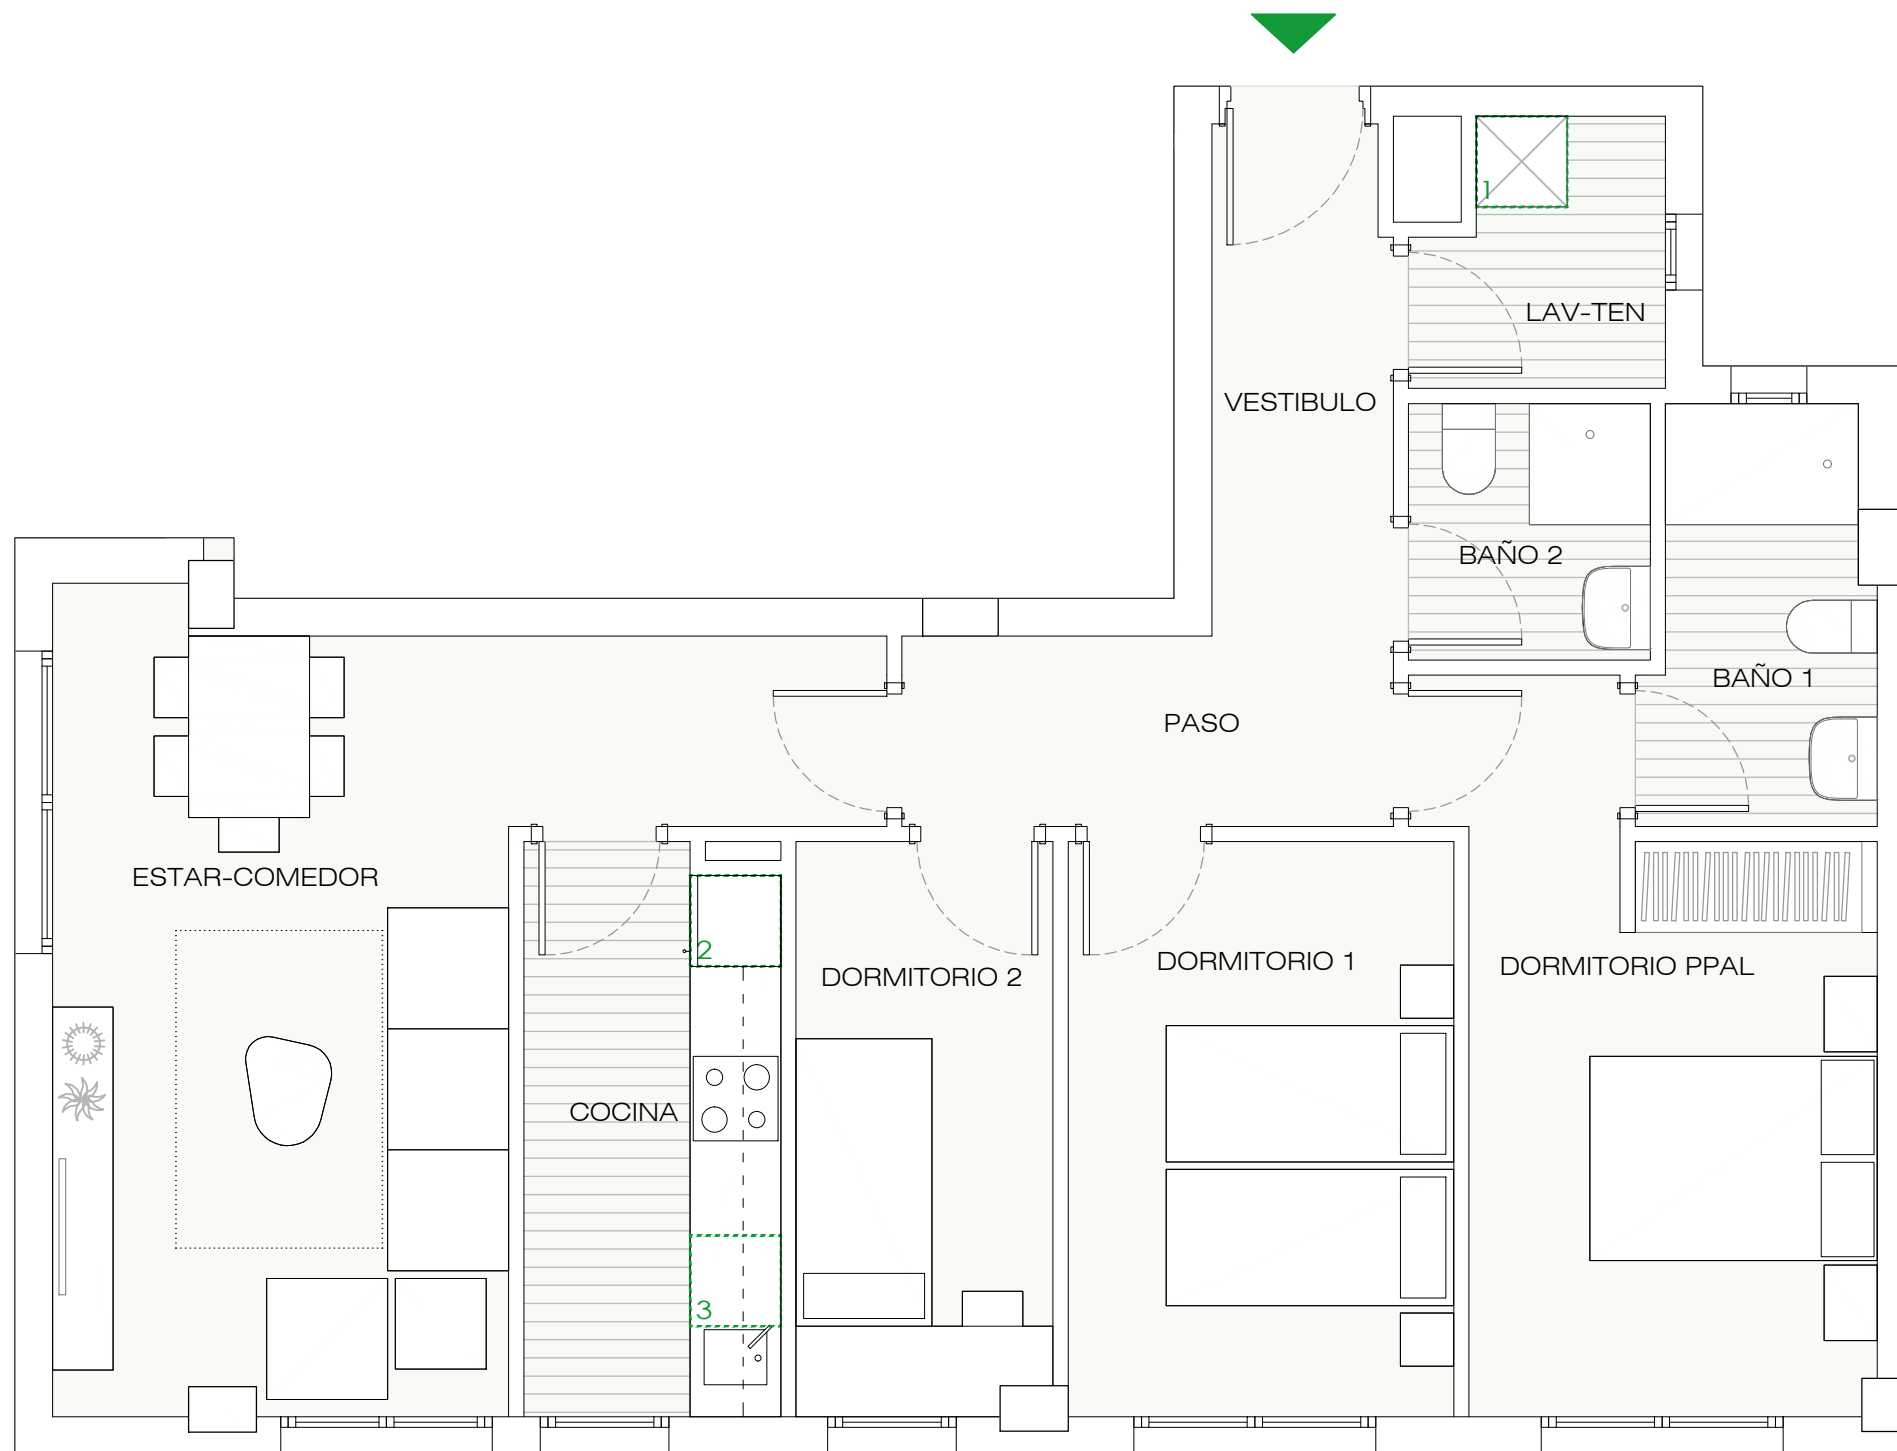 1
LAV-TEN
VESTIBULO
BAÑO 2
BAÑO 1
PASO
ESTAR-COMEDOR
2
DORMITORIO 2
DORMITORIO 1
DORMITORIO PPAL
COCINA
3